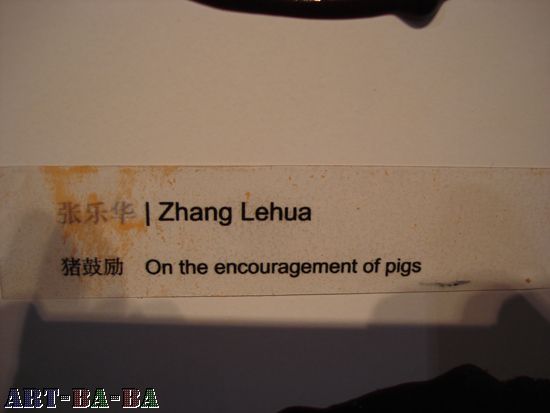 张乐华 | Zhang Lehua
猪鼓励 On the encouragement of pigs
ART-BA-BA